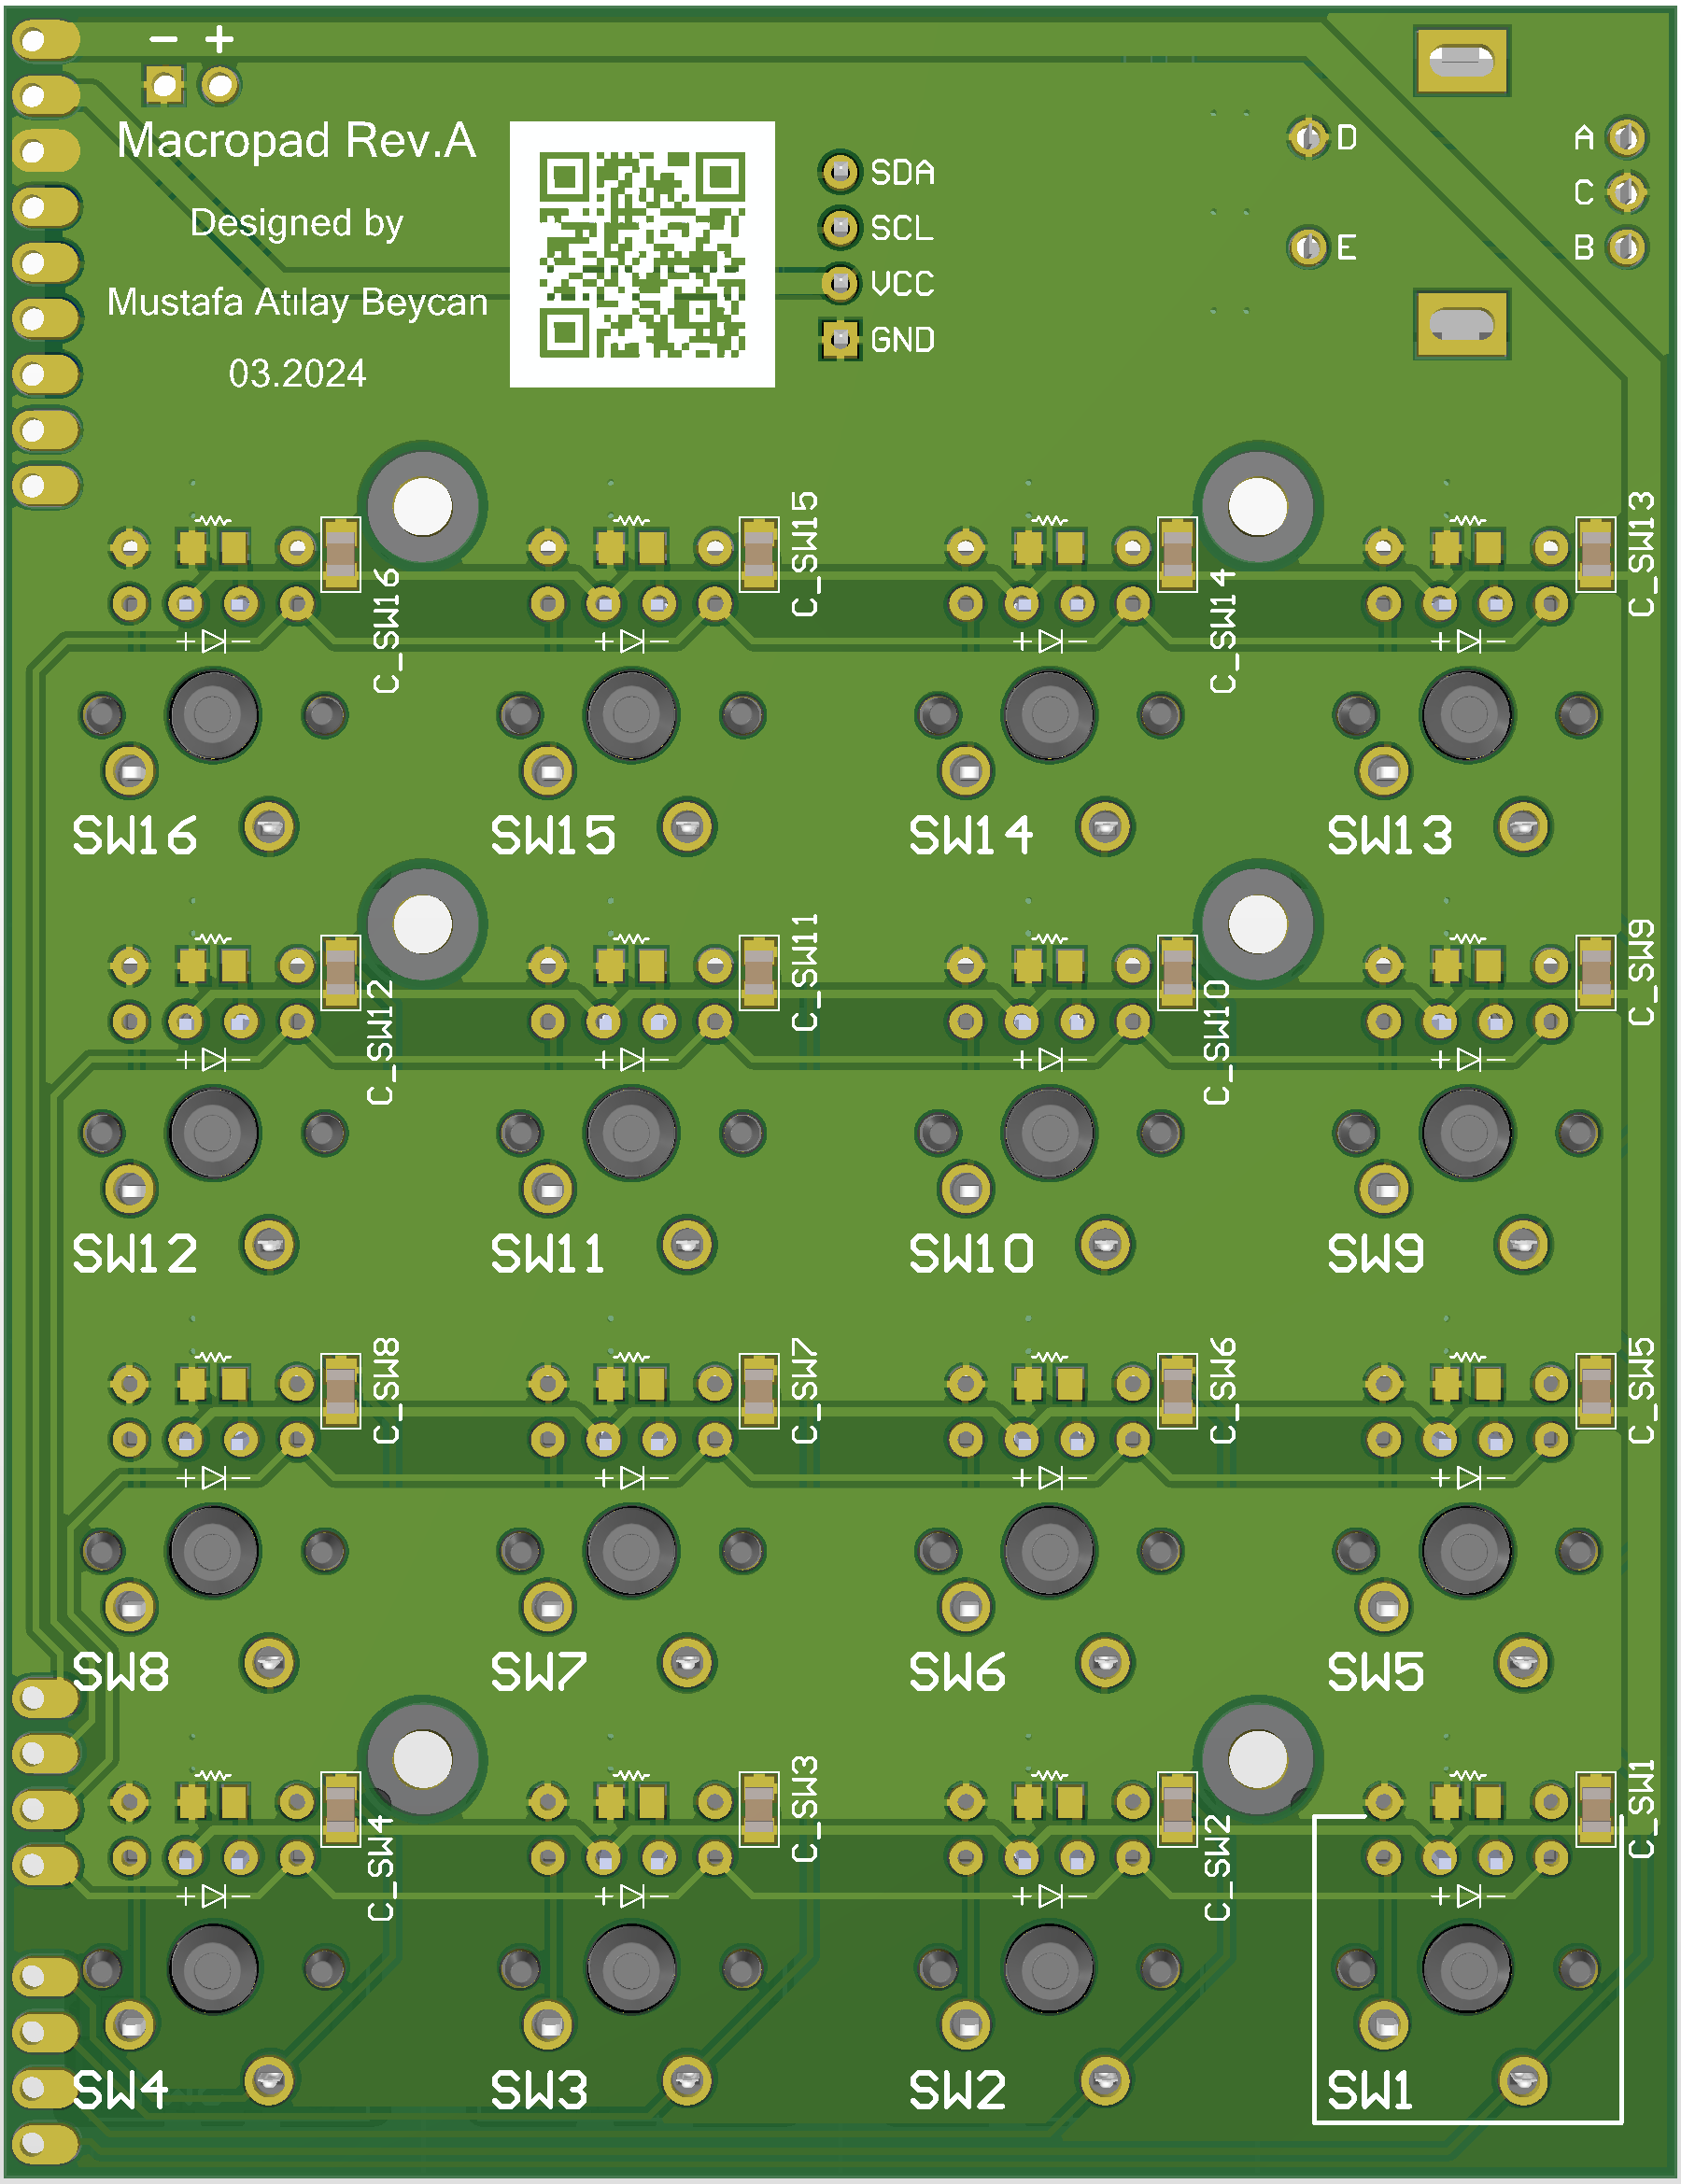 - +
Macropad Rev.A
Designed by
Mustafa Atılay Beycan
03.2024
SDA
SCL
VCC
GND
D
E
A
C
B
C_SW16
C_SW15
C_SW14
C_SW13
+ -
+ -
+ -
+ -
SW16
SW15
SW14
SW13
C_SW12
C_SW11
C_SW10
C_SW9
+ -
+ -
+ -
+ -
SW12
SW11
SW10
SW9
C_SW8
C_SW7
C_SW6
C_SW5
+ -
+ -
+ -
+ -
SW8
SW7
SW6
SW5
C_SW4
C_SW3
C_SW2
C_SW1
+ -
+ -
+ -
+ -
SW4
SW3
SW2
SW1